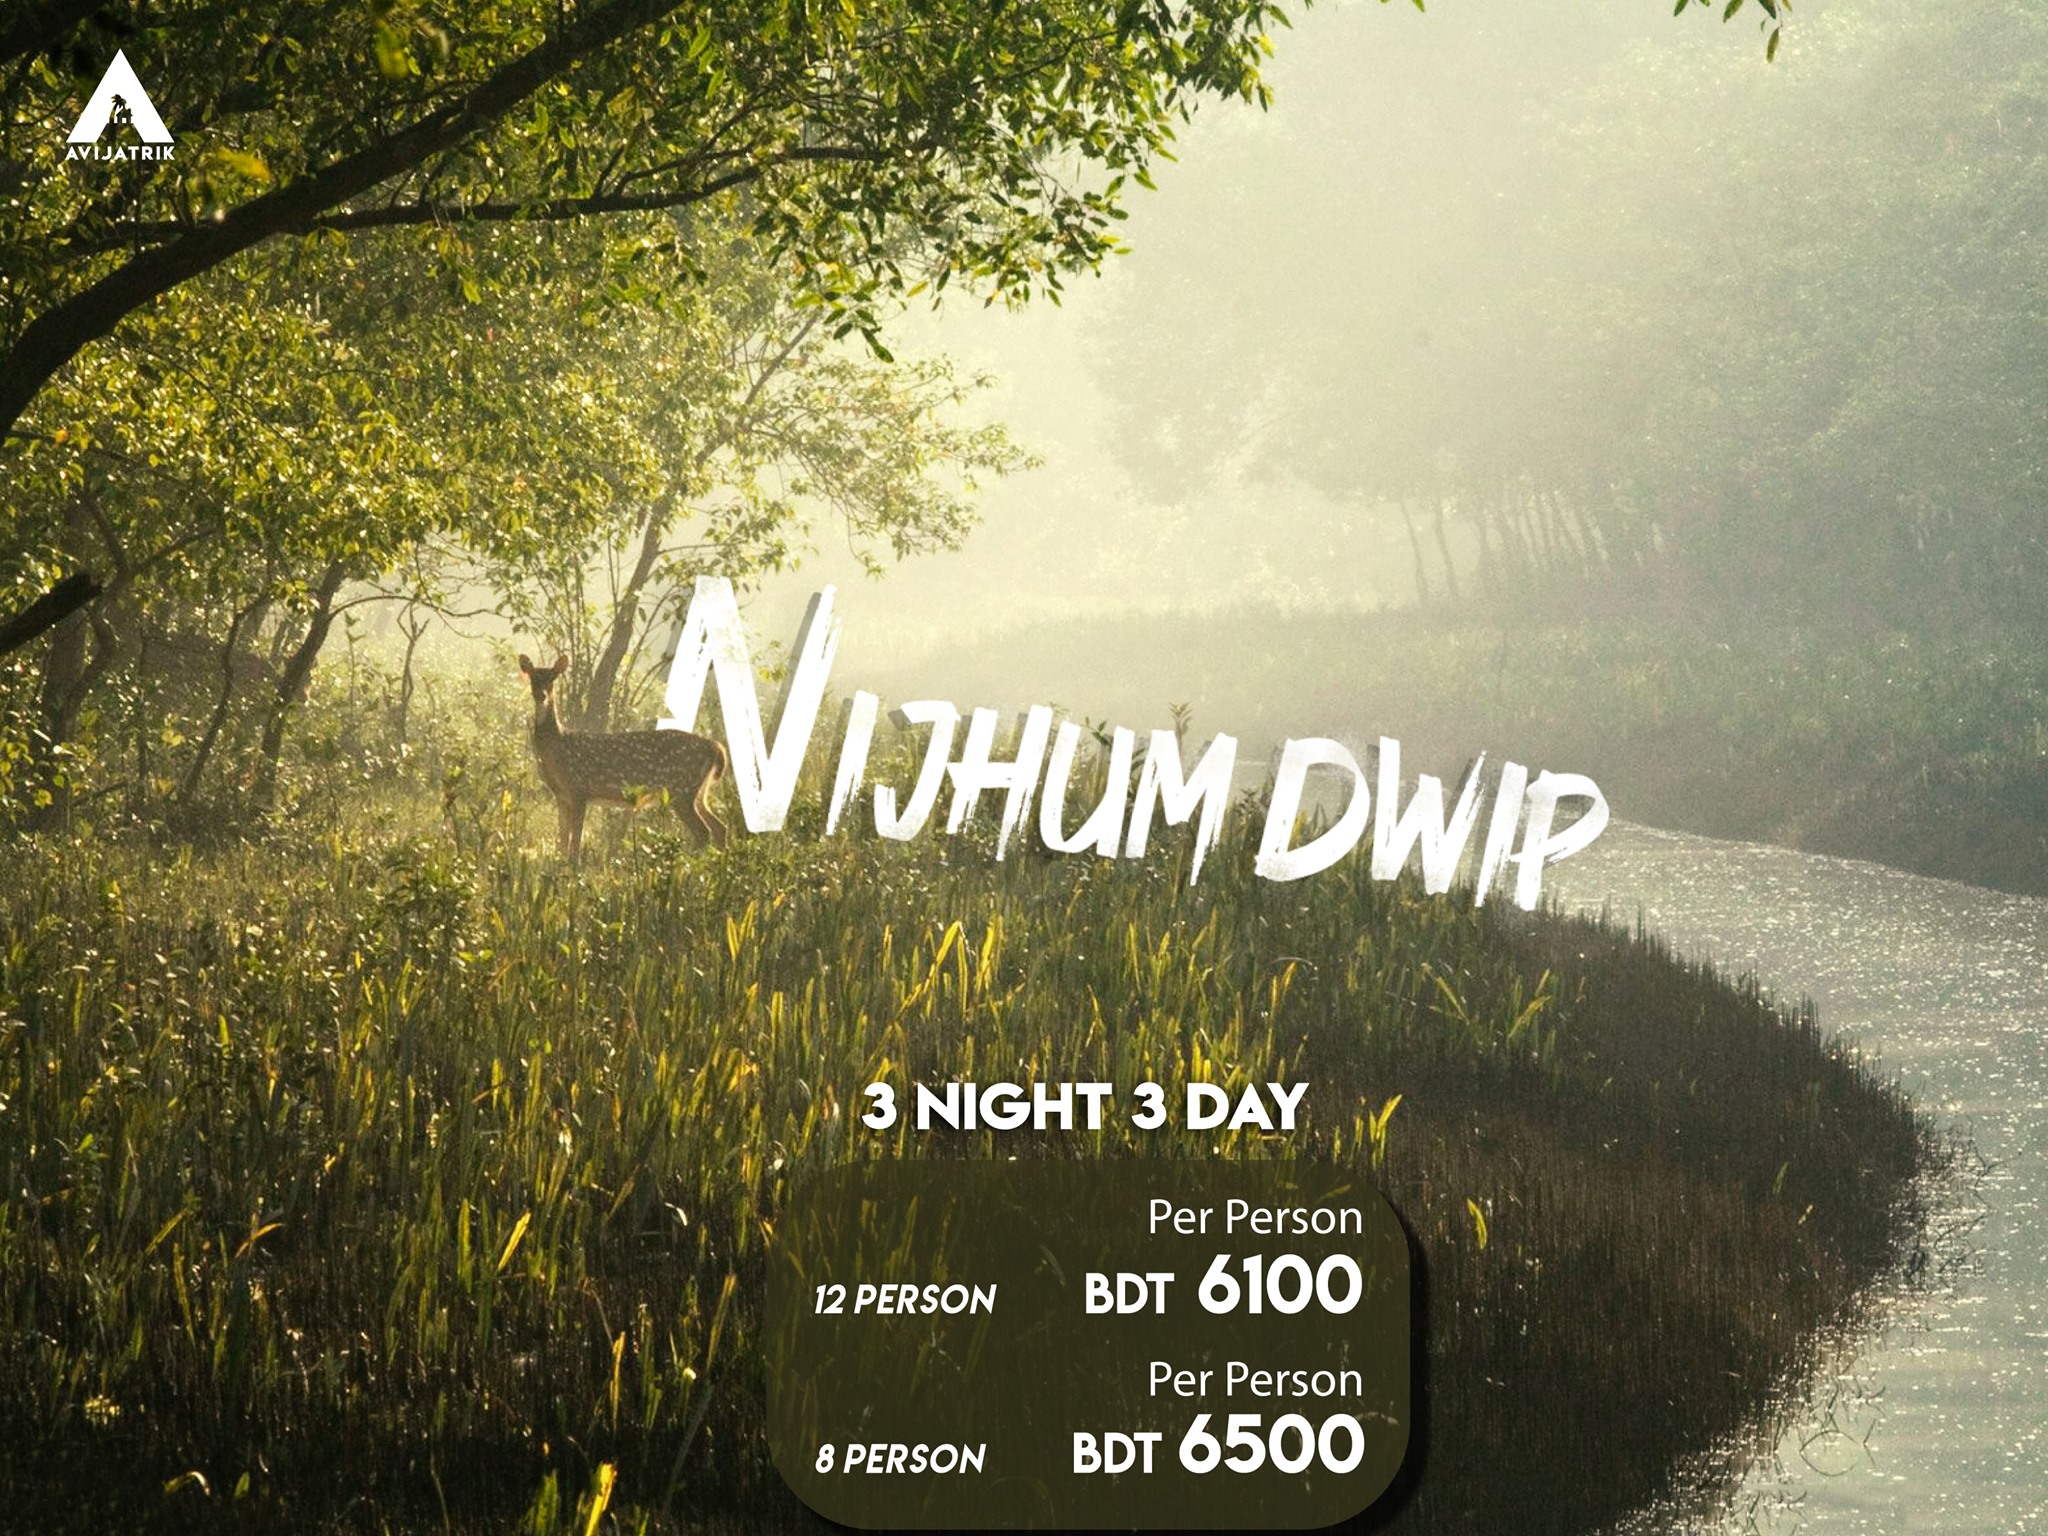 AVIJATRIK
NIJHUM DWIP
3 NIGHT 3 DAY
Per Person
12 PERSON BDT 6100
Per Person
8 PERSON BDT 6500